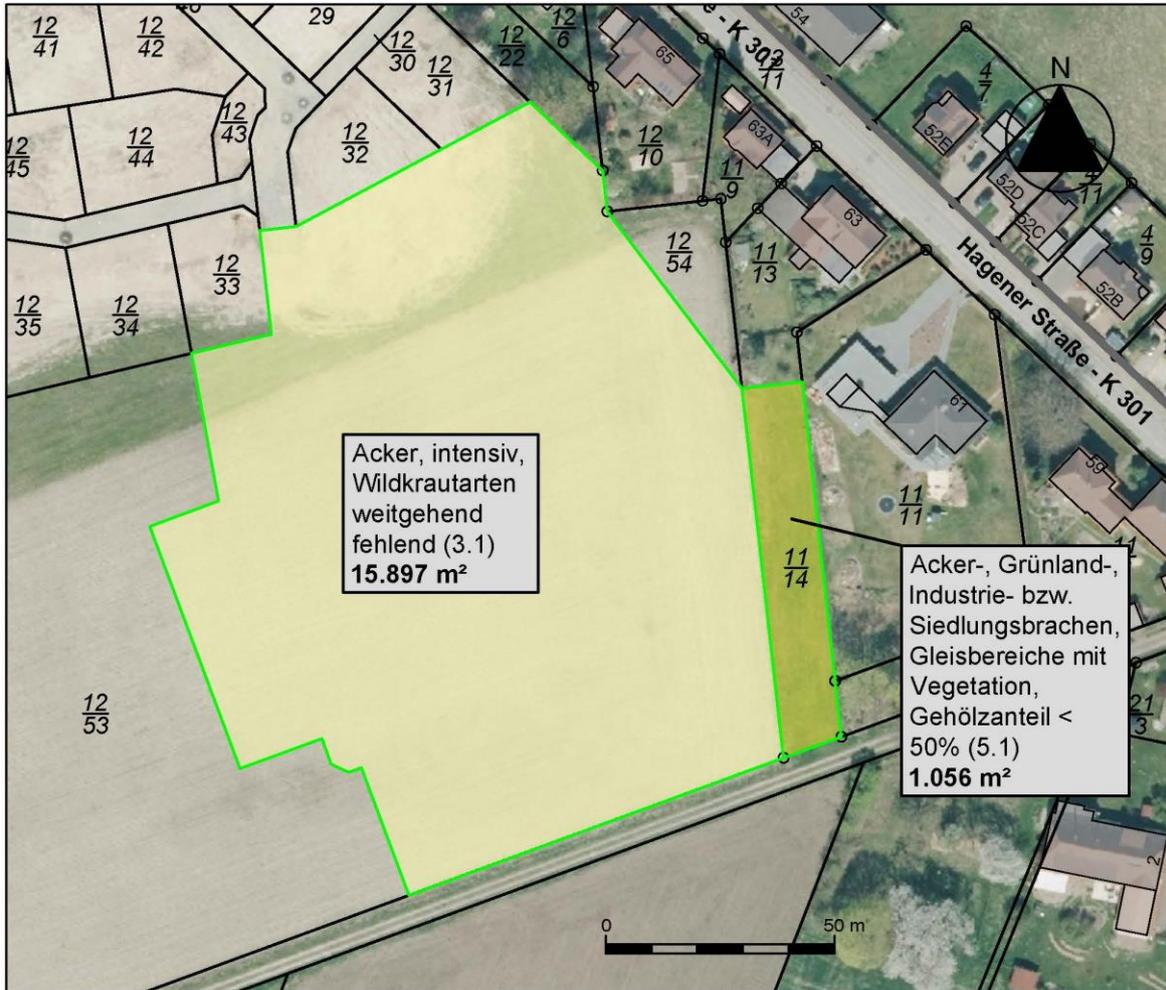 29
12
41
12
42
12
30
12
31
12
22
12
6
65
e - K 301
54
4
7
N
12
43
12
45
12
44
12
32
12
10
63A
52E
11
9
52D
4
11
52C
63
12
54
11
13
Hagener Straße - K 301
4
9
52B
12
33
12
34
12
35
61
59
Acker, intensiv,
Wildkrautarten
weitgehend
fehlend (3.1)
15.897 m²
11
11
11
14
Acker-, Grünland-,
Industrie- bzw.
Siedlungsbrachen,
Gleisbereiche mit
Vegetation,
Gehölzanteil <
50% (5.1)
1.056 m²
12
53
21
3
2
0
50 m